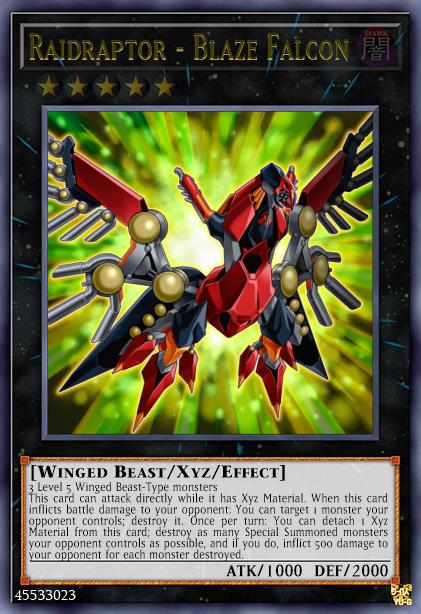 Raidraptor - Blaze Falcon
DARK
闇
[Winged Beast/Xyz/Effect]
3 Level 5 Winged Beast-Type monsters
This card can attack directly while it has Xyz Material. When this card
inflicts battle damage to your opponent: You can target 1 monster your
opponent controls; destroy it. Once per turn: You can detach 1 Xyz
Material from this card; destroy as many Special Summoned monsters
your opponent controls as possible, and if you do, inflict 500 damage to
your opponent for each monster destroyed.
ATK/1000 DEF/2000
45533023